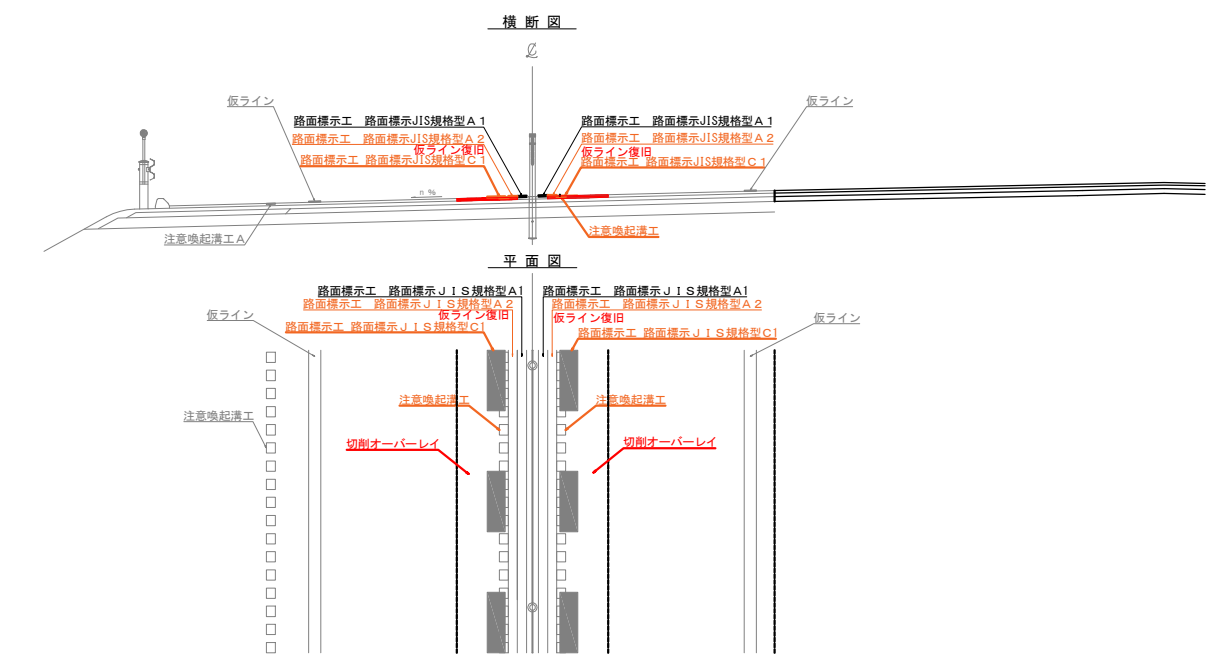 横 断 図
仮ライン
仮ライン
路面標示工　路面標示JIS規格型A１
路面標示工　路面標示JIS規格型A１
路面標示工　路面標示JIS規格型A２
路面標示工　路面標示JIS規格型A２
仮ライン復旧
仮ライン復旧
路面標示工 路面標示JIS規格型C１
路面標示工 路面標示JIS規格型C１
n %
注意喚起溝工A
注意喚起溝工
平 面 図
路面標示工　路面標示ＪＩＳ規格型A1
路面標示工　路面標示ＪＩＳ規格型A1
路面標示工　路面標示ＪＩＳ規格型A２
路面標示工　路面標示ＪＩＳ規格型A２
仮ライン
仮ライン復旧
仮ライン復旧
仮ライン
路面標示工 路面標示ＪＩＳ規格型C1
路面標示工 路面標示ＪＩＳ規格型C1
注意喚起溝工
注意喚起溝工
注意喚起溝工
切削オーバーレイ
切削オーバーレイ